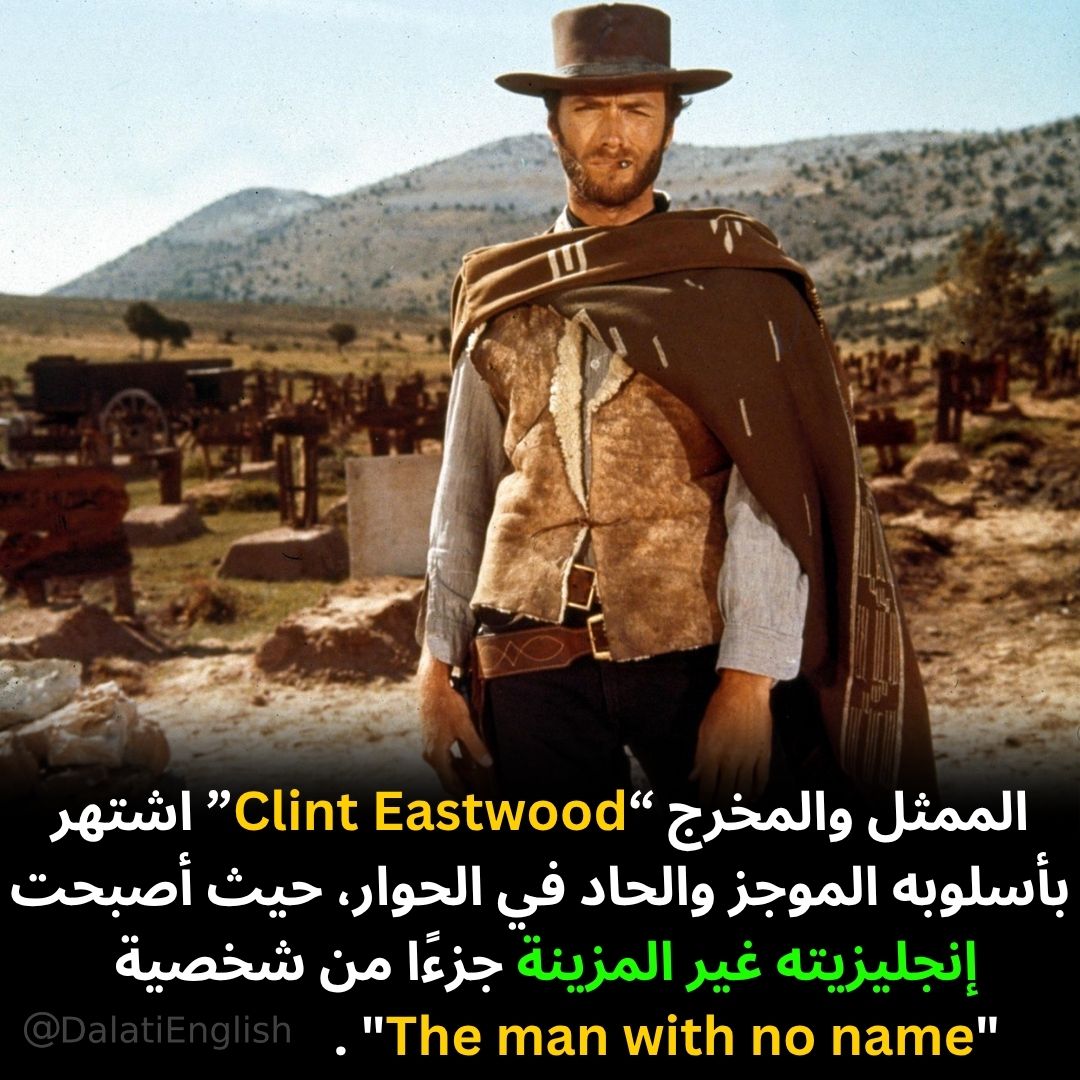 الممثل والمخرج “Clint Eastwood” اشتهر
بأسلوبه الموجز والحاد في الحوار، حيث أصبحت
إنجليزيته غير المزينة جزءًا من شخصية
"The man with no name" .
@DalatiEnglish